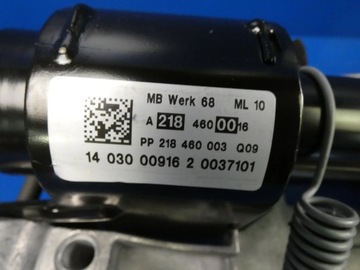 MB Werk 68 ML 10
A 218 460 00 16
PP 218 460 003 Q09
14 030 00916 2 0037101